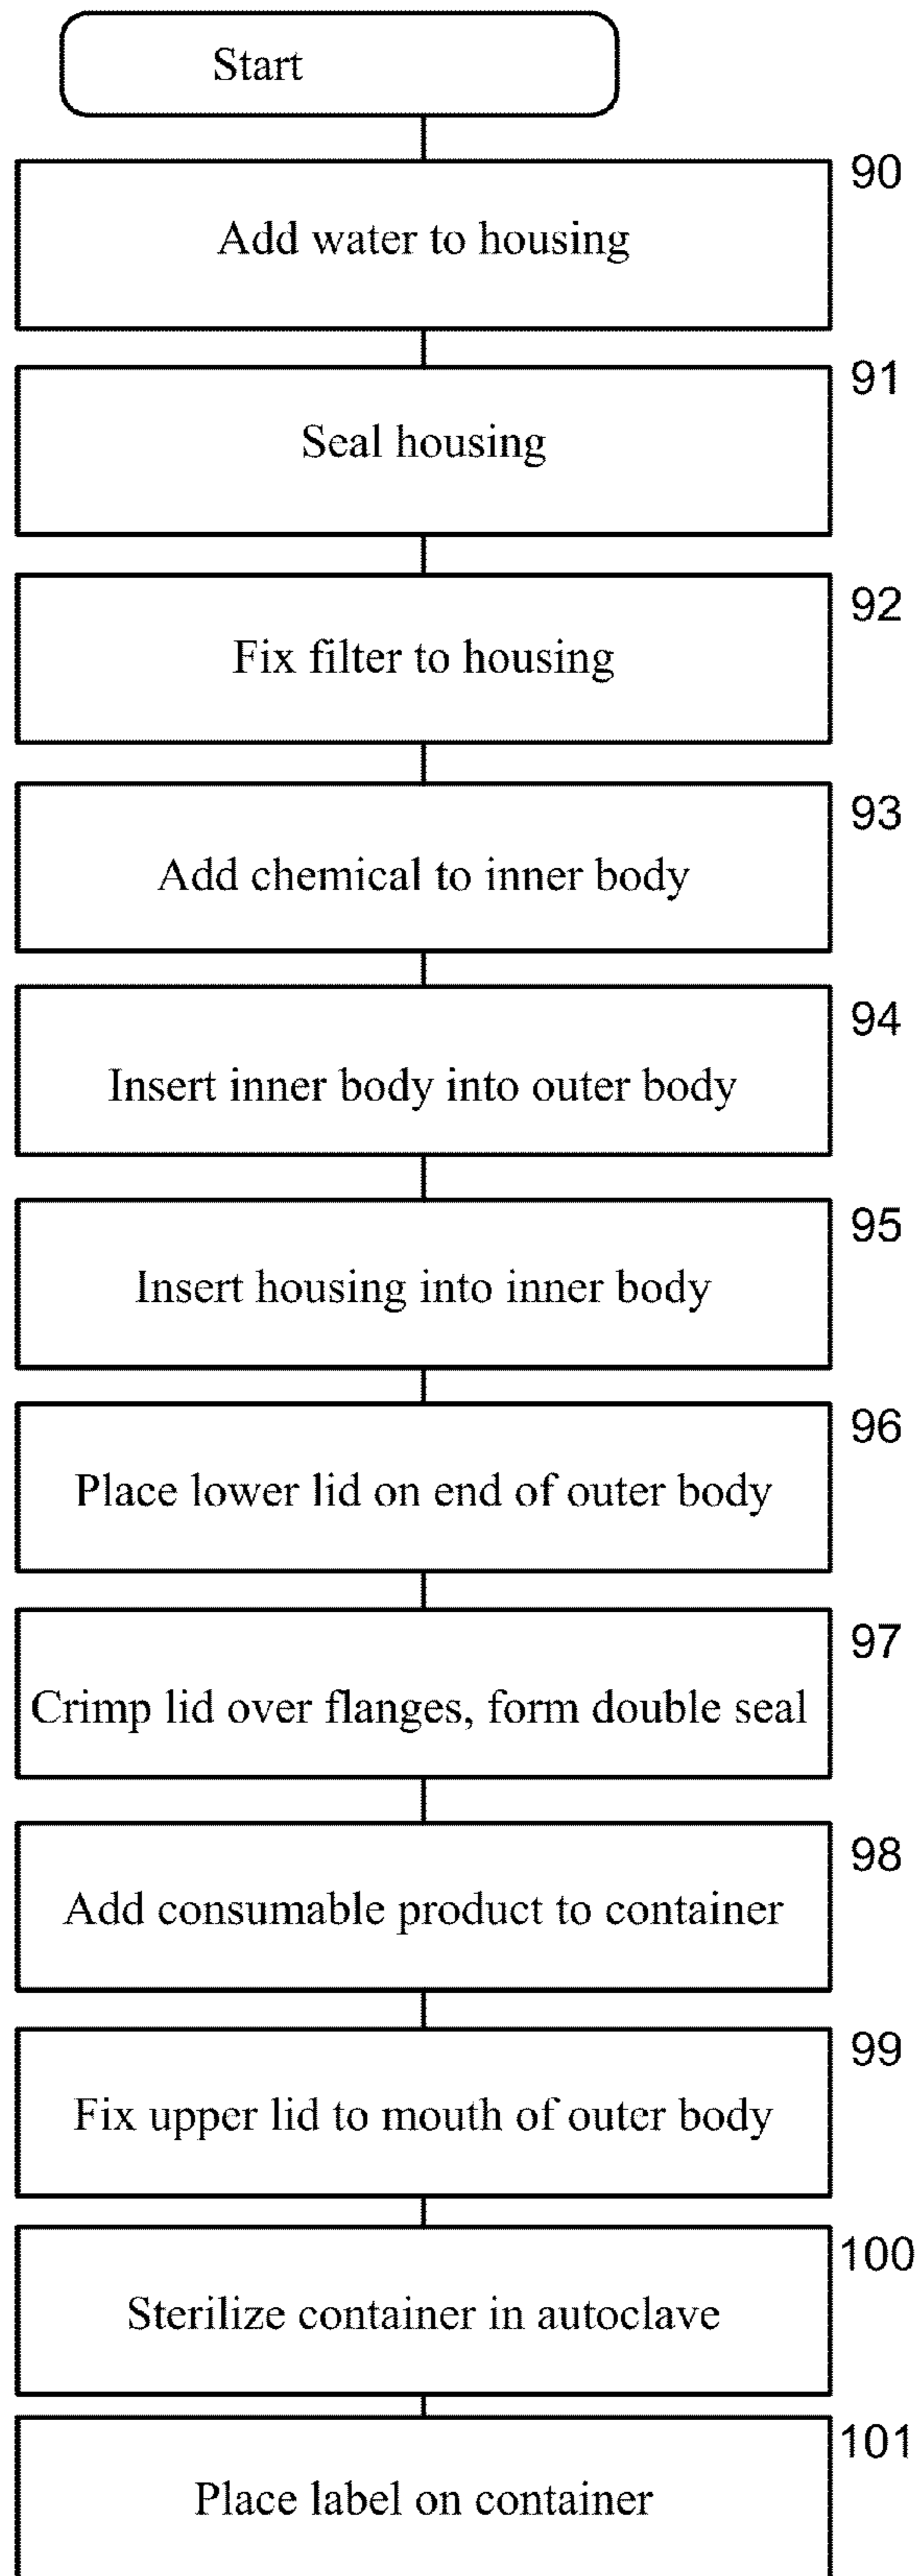 Start
90
Add water to housing
91
Seal housing
92
Fix filter to housing
93
Add chemical to inner body
94
Insert inner body into outer body
95
Insert housing into inner body
96
Place lower lid on end of outer body
97
Crimp lid over flanges, form double seal
98
Add consumable product to container
99
Fix upper lid to mouth of outer body
100
Sterilize container in autoclave
101
Place label on container